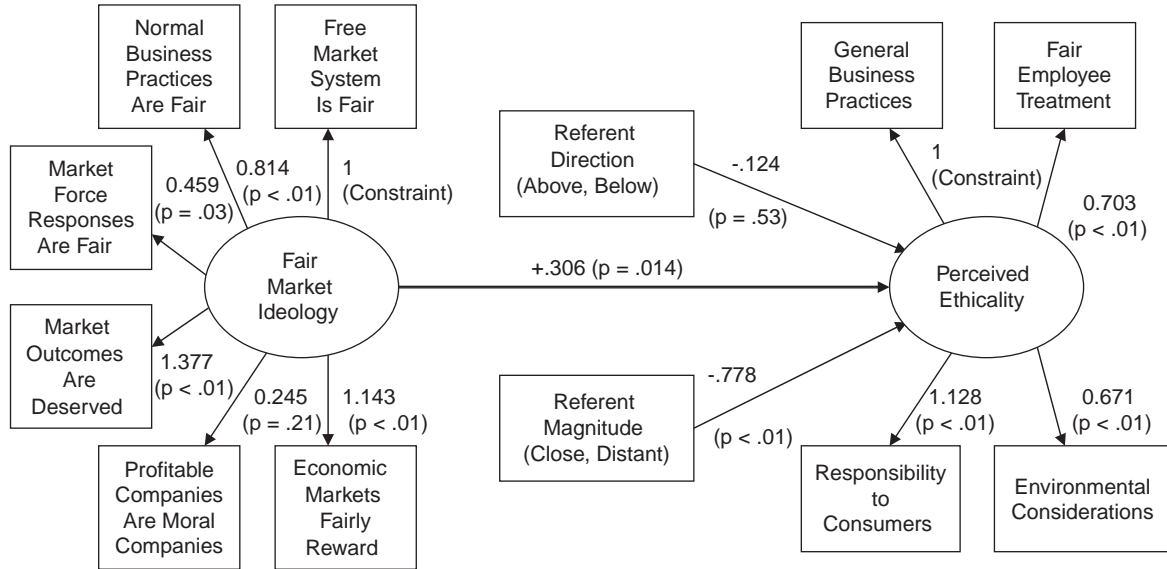 Normal
Business
Practices
Are Fair
Free
Market
System
Is Fair
General
Business
Practices
Fair
Employee
Treatment
Referent
Direction
(Above, Below)
Market
Force
Responses
Are Fair
0.459
(p = .03)
0.814
(p < .01)
1
(Constraint)
-.124
(p = .53)
1
(Constraint)
0.703
(p < .01)
Fair
Market
Ideology
+.306 (p = .014)
Perceived
Ethicality
Market
Outcomes
Are
Deserved
1.377
(p < .01)
0.245
(p = .21)
1.143
(p < .01)
Referent
Magnitude
(Close, Distant)
-.778
(p < .01)
1.128
(p < .01)
0.671
(p < .01)
Profitable
Companies
Are Moral
Companies
Economic
Markets
Fairly
Reward
Responsibility
to
Consumers
Environmental
Considerations